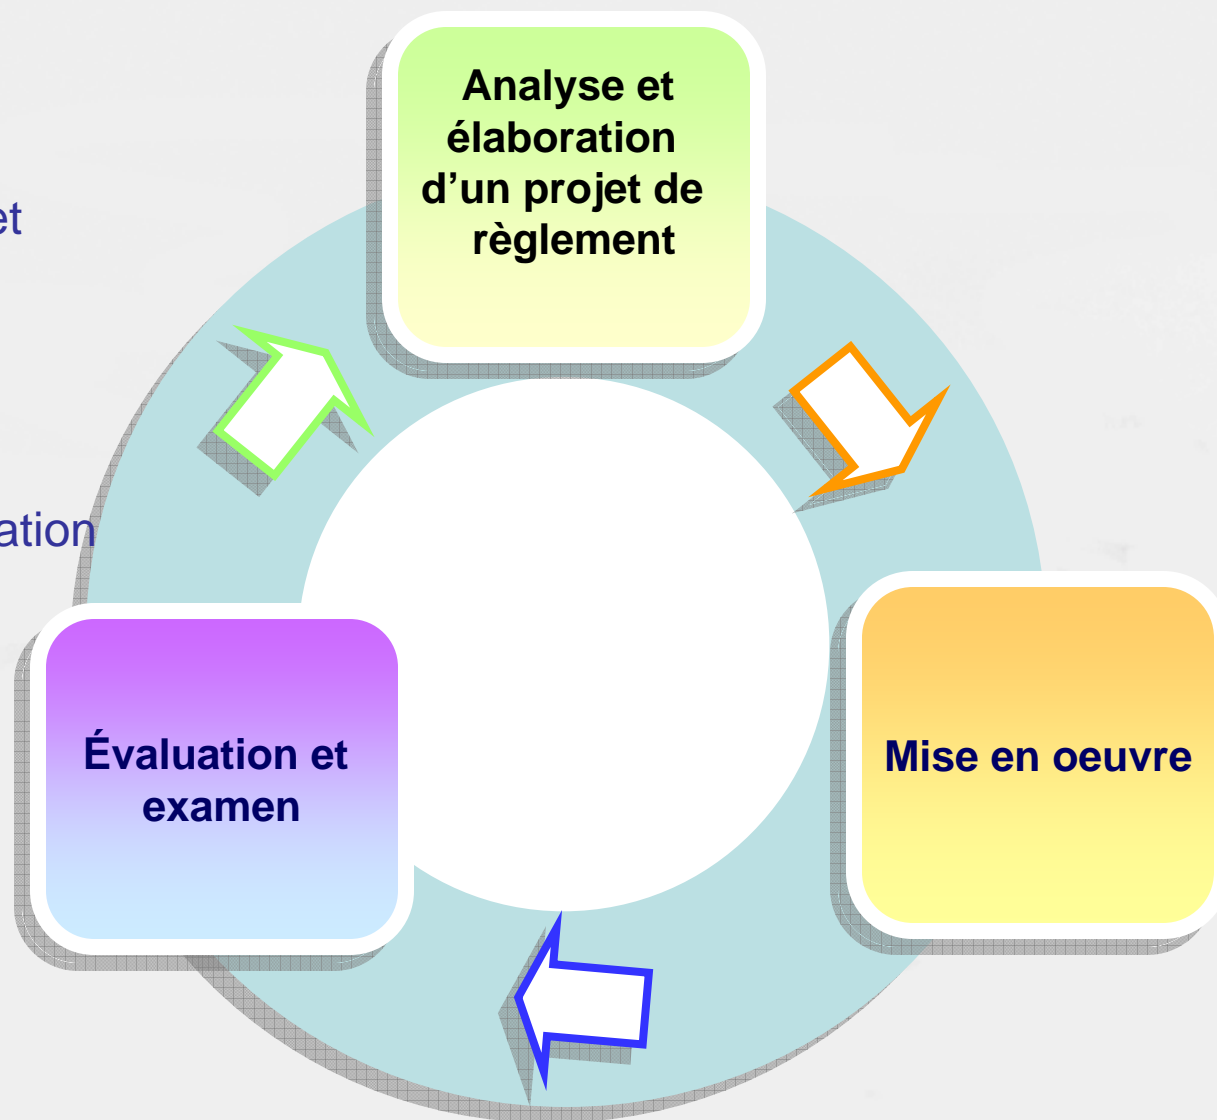 Analyse et
élaboration
d’un projet de
règlement
et
ation
Évaluation et
examen
Mise en oeuvre